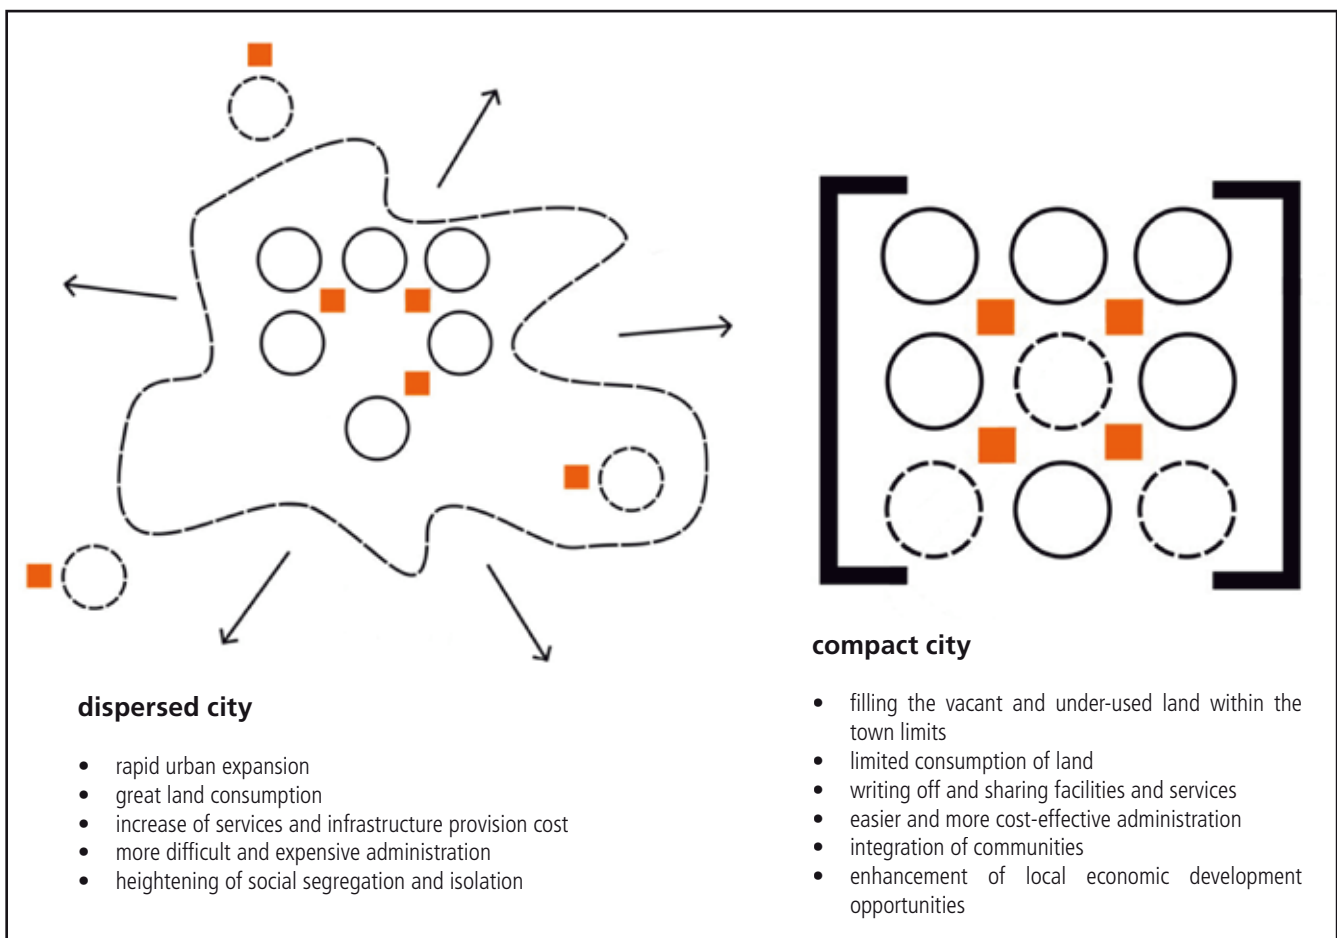 dispersed city
• rapid urban expansion
• great land consumption
• increase of services and infrastructure provision cost
• more difficult and expensive administration
• heightening of social segregation and isolation
compact city
• filling the vacant and under-used land within the
town limits
• limited consumption of land
• writing off and sharing facilities and services
• easier and more cost-effective administration
• integration of communities
• enhancement of local economic development
opportunities